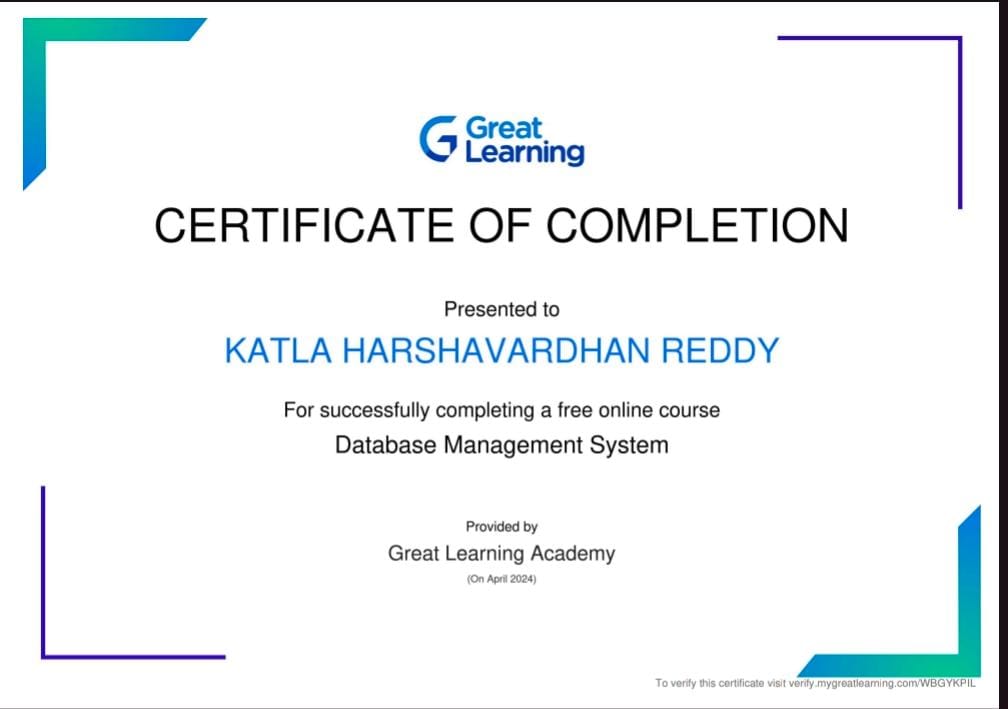 Great
Learning
CERTIFICATE OF COMPLETION
Presented to
KATLA HARSHAVARDHAN REDDY
For successfully completing a free online course
Database Management System
Provided by
Great Learning Academy
(On April 2024)
To verify this certificate visit verify.mygreatlearning.com/WBGYKPIL